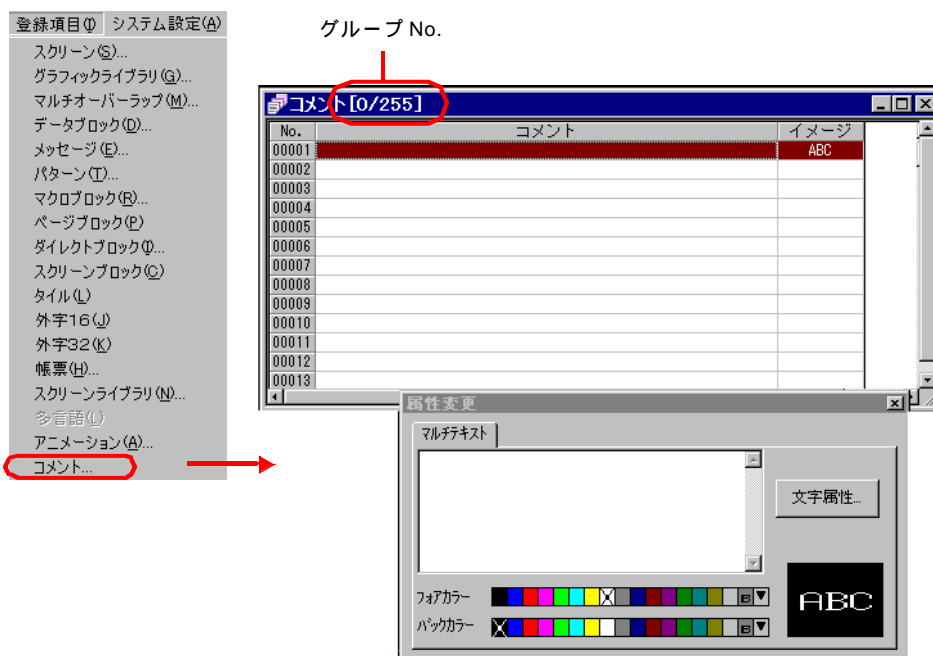 登録項目(I) システム設定(A)
スクリーン(S)...
グラフィックライブラリ(G)...
マルチオーバーラップ(M)...
データブロック(D)...
メッセージ(E)...
パターン(T)...
マクロブロック(R)...
ページブロック(P)
ダイレクトブロック(I)...
スクリーンブロック(C)
タイル(L)
外字16(J)
外字32(K)
帳票(H)...
スクリーンライブラリ(N)...
多言語(L)
アニメーション(A)...
コメント...
グループ No.
コメント[0/255]
No. コメント イメージ
00001 ABC
00002
00003
00004
00005
00006
00007
00008
00009
00010
00011
00012
00013
属性変更
マルチテキスト
文字属性...
フォアカラー B
バックカラー B
ABC